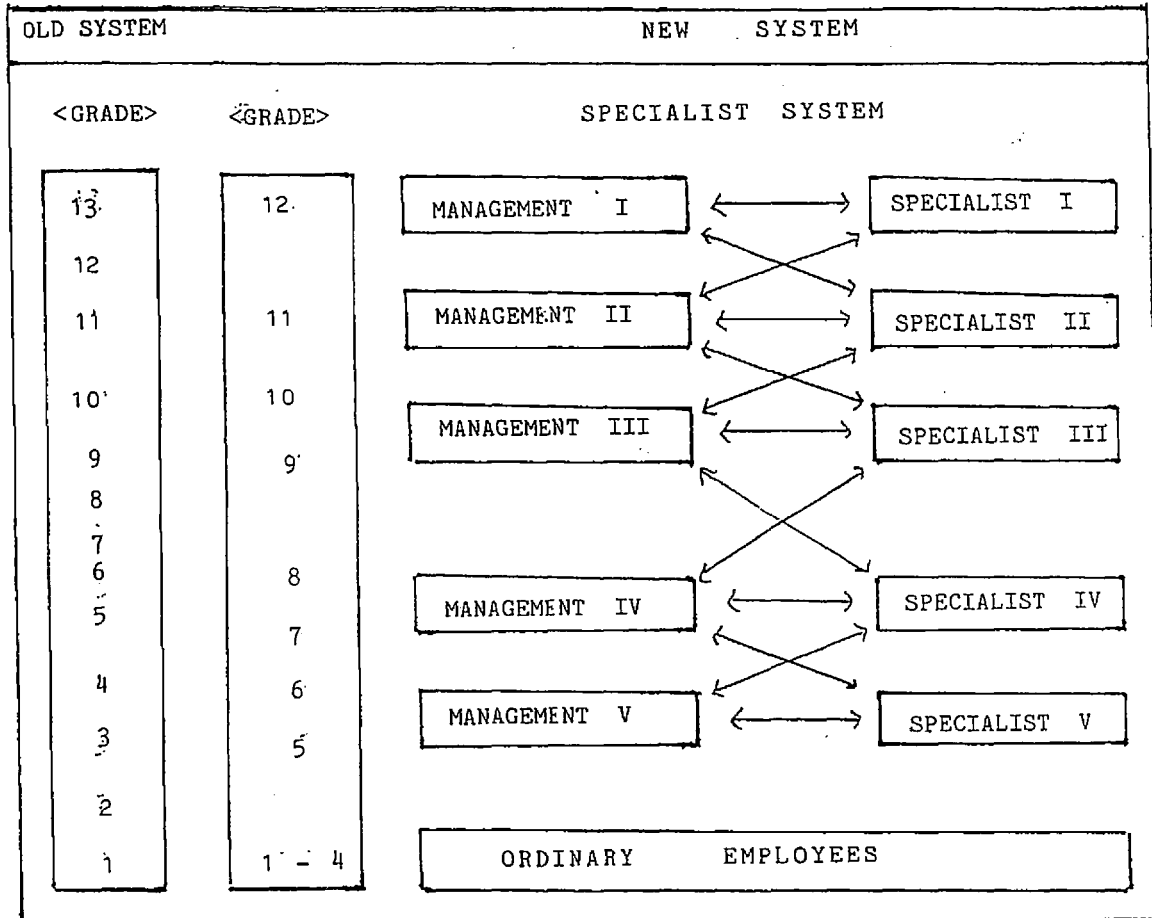 OLD SYSTEM NEW SYSTEM
<GRADE> <GRADE> SPECIALIST SYSTEM
13 12 MANAGEMENT I SPECIALIST I
12
11 11 MANAGEMENT II SPECIALIST II
10 10 MANAGEMENT III SPECIALIST III
9 9
8
7
6 8 MANAGEMENT IV SPECIALIST IV
5
7
4 6 MANAGEMENT V SPECIALIST V
3 5
2
1 1 - 4 ORDINARY EMPLOYEES